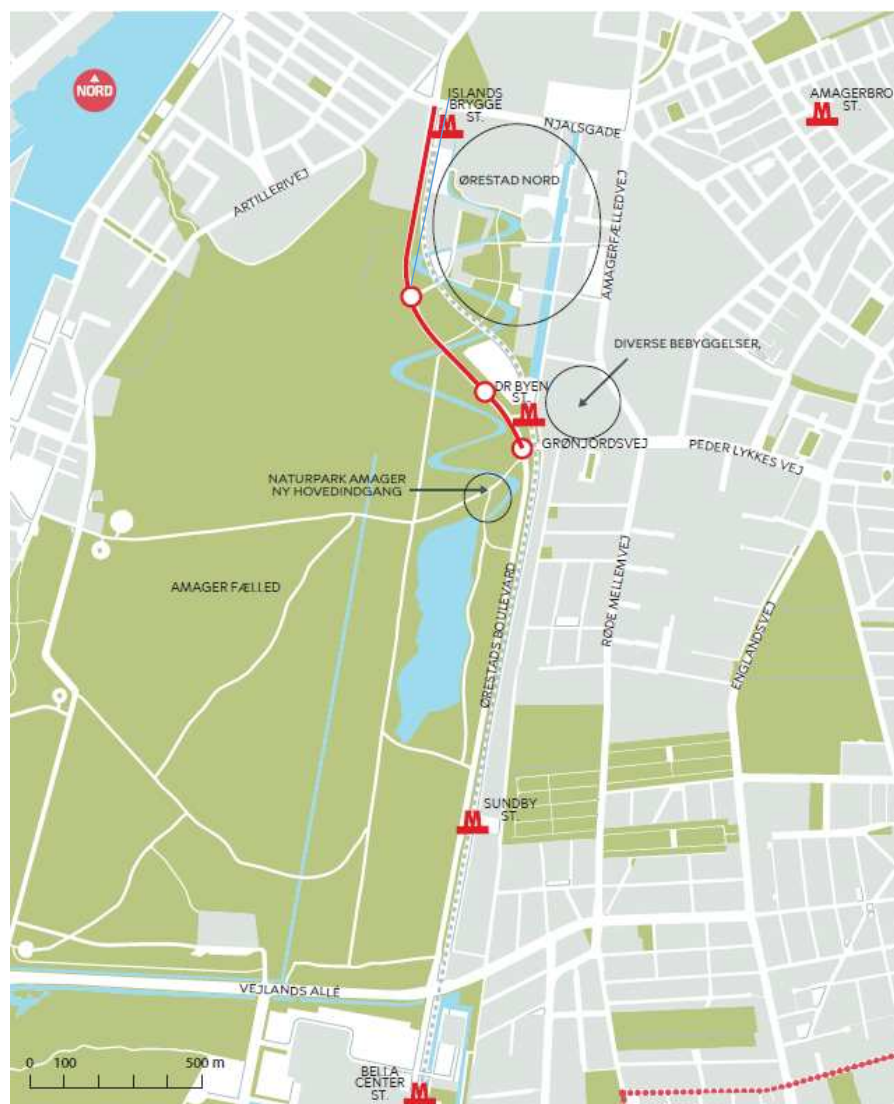 NORD
ISLANDS
BRYGGE
ST.
M
AMAGERBRO
ST.
M
NJALSGADE
ØRESTAD NORD
ARTILLERIVEJ
AMAGERFÆLLEDVEJ
DIVERSE BEBYGGELSER,
DR BYEN
ST.
M
GRØNJORDSVEJ
PEDER LYKKES VEJ
NATURPARK AMAGER
NY HOVEDINDGANG
AMAGER FÆLLED
ØRESTADS BOULEVARD
RØDE MELLEMVEJ
ENGLANDSVEJ
SUNDBY
ST.
M
VEJLANDS ALLÉ
0 100 500 m
BELLA
CENTER
ST.
M